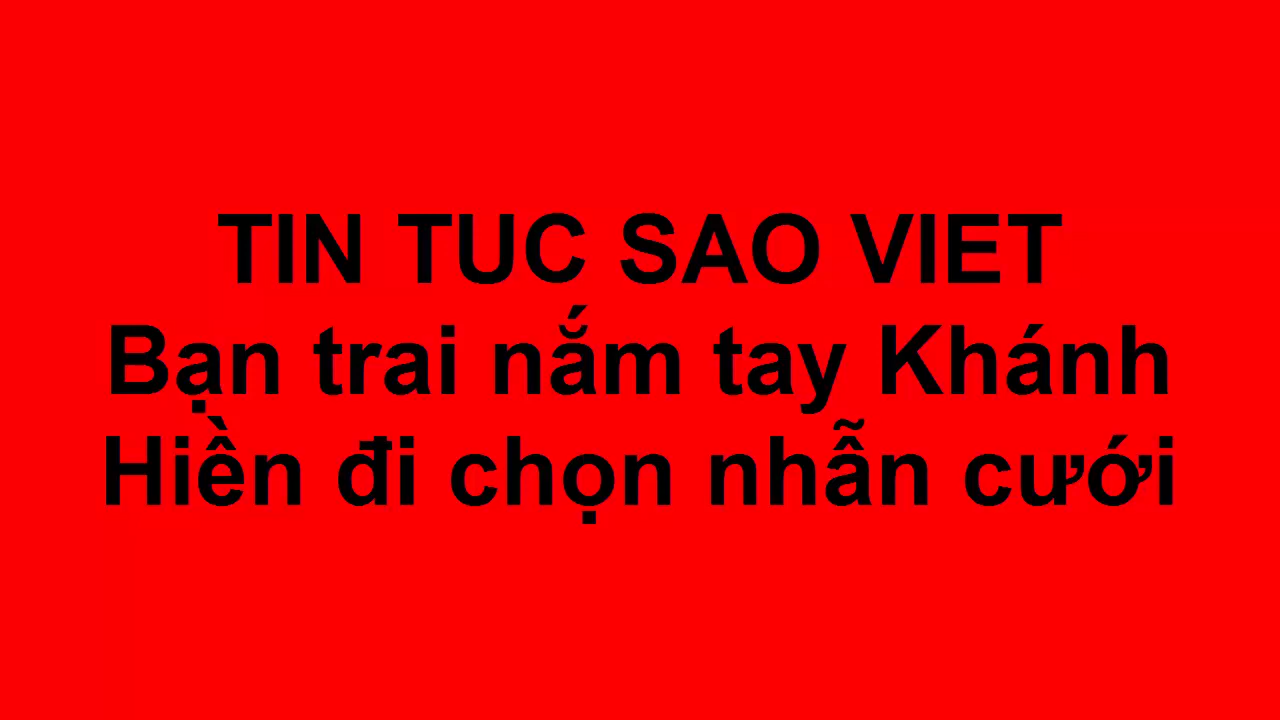 TIN TUC SAO VIET
Bạn trai nắm tay Khánh
Hiền đi chọn nhẫn cưới